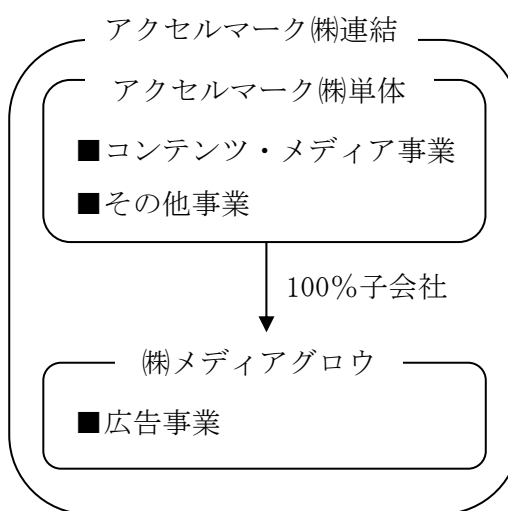 アクセルマーク㈱連結
アクセルマーク㈱単体
■コンテンツ・メディア事業
■その他事業
100％子会社
㈱メディアグロウ
■広告事業